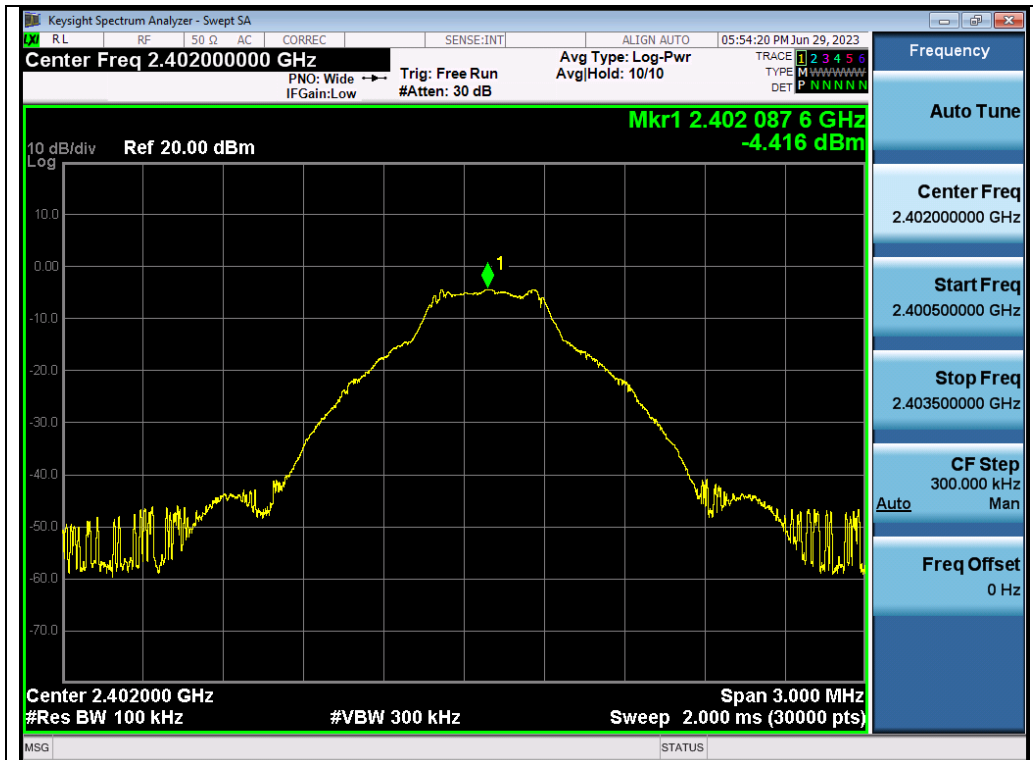 Keysight Spectrum Analyzer - Swept SA
LXI RL RF 50 Ω AC CORREC SENSE:INT ALIGN AUTO 05:54:20 PM Jun 29, 2023
Center Freq 2.402000000 GHz
PNO: Wide
IFGain:Low
Trig: Free Run
#Atten: 30 dB
Avg Type: Log-Pwr
Avg|Hold: 10/10
TRACE 1 2 3 4 5 6
TYPE M WWWWW
DET P N N N N N
Mkr1 2.402 087 6 GHz
-4.416 dBm
10 dB/div Ref 20.00 dBm
Log
10.0
0.00
1
-10.0
-20.0
-30.0
-40.0
-50.0
-60.0
-70.0
Center 2.402000 GHz Span 3.000 MHz
#Res BW 100 kHz #VBW 300 kHz Sweep 2.000 ms (30000 pts)
MSG STATUS
Frequency
Auto Tune
Center Freq
2.402000000 GHz
Start Freq
2.400500000 GHz
Stop Freq
2.403500000 GHz
CF Step
300.000 kHz
Auto Man
Freq Offset
0 Hz